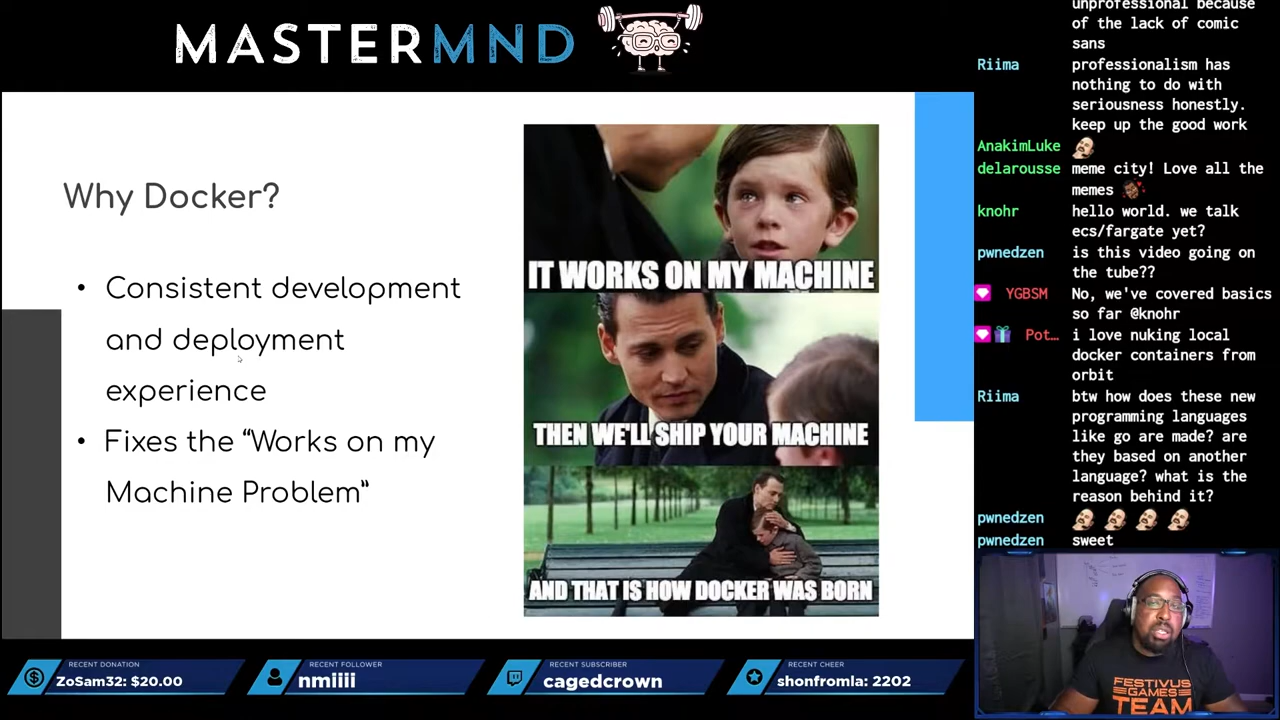 MASTERMND
Why Docker?
• Consistent development
and deployment
experience
• Fixes the “Works on my
Machine Problem”
IT WORKS ON MY MACHINE
THEN WE'LL SHIP YOUR MACHINE
AND THAT IS HOW DOCKER WAS BORN
unprofessional because
of the lack of comic
sans
Riima professionalism has
nothing to do with
seriousness honestly.
keep up the good work
AnakimLuke
delarousse meme city! Love all the
memes
knohr hello world. we talk
ecs/fargate yet?
pwnedzen is this video going on
the tube??
YGBSM No, we've covered basics
so far @knohr
Pot… i love nuking local
docker containers from
orbit
Riima btw how does these new
programming languages
like go are made? are
they based on another
language? what is the
reason behind it?
pwnedzen
pwnedzen sweet
FESTIVUS
GAMES
TEAM
RECENT DONATION
ZoSam32: $20.00
RECENT FOLLOWER
nmiiii
RECENT SUBSCRIBER
cagedcrown
RECENT CHEER
shonfromla: 2202